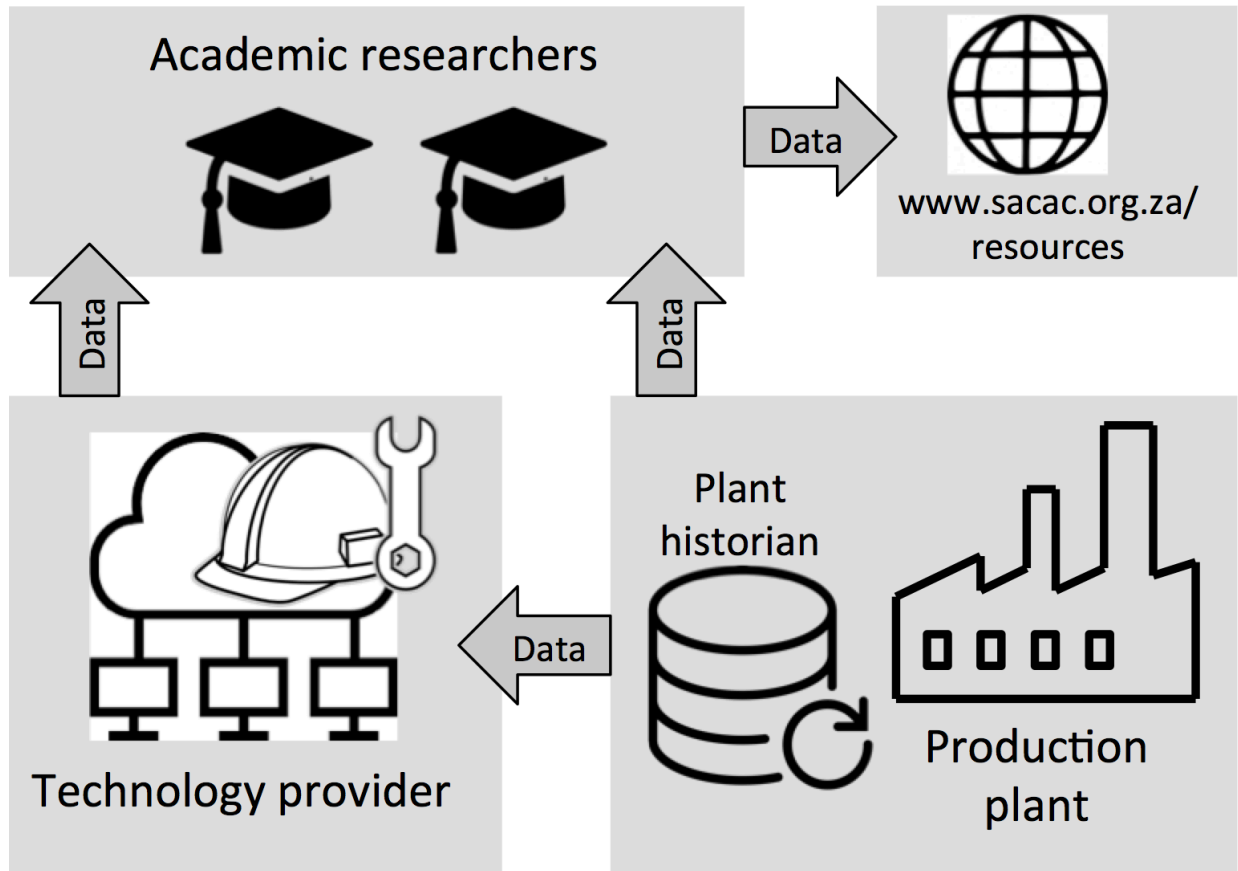 Academic researchers
Data
www.sacac.org.za/
resources
Data
Data
Plant
historian
Data
Technology provider
Production
plant